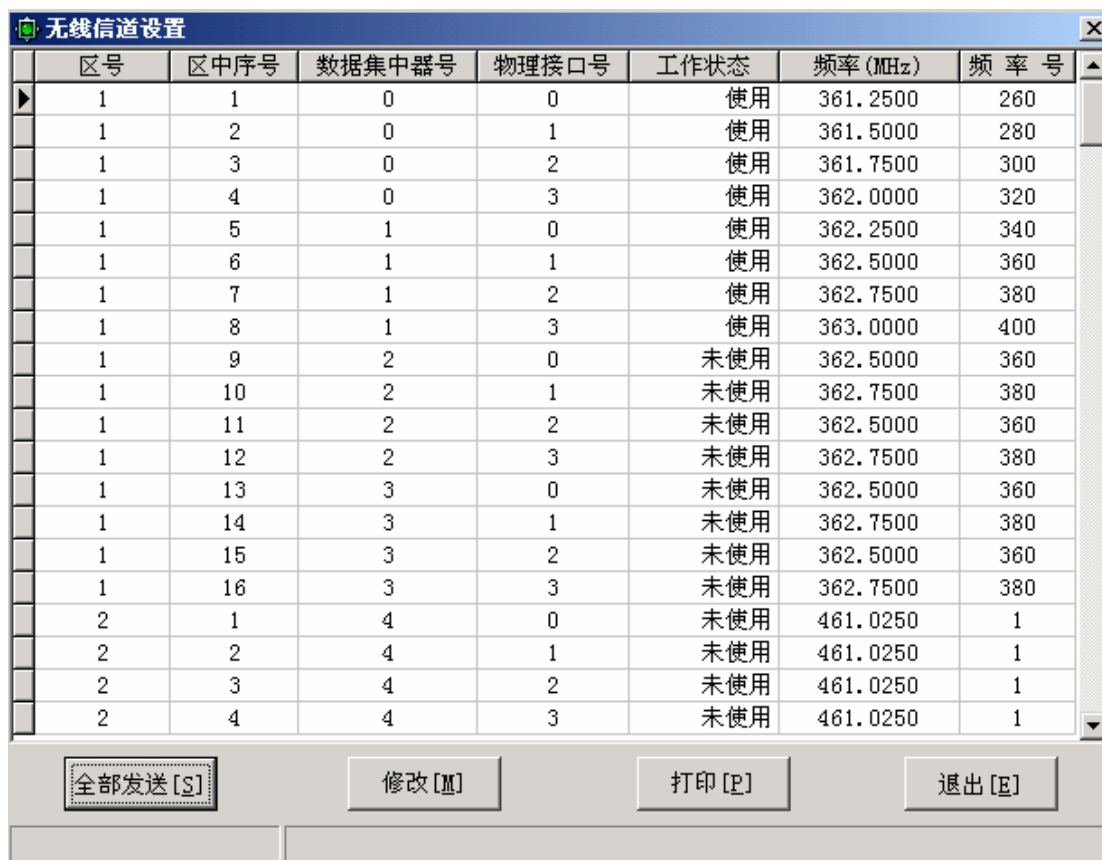 无线信道设置
区号 区中序号 数据集中器号 物理接口号 工作状态 频率(MHz) 频 率 号
1 1 0 0 使用 361.2500 260
1 2 0 1 使用 361.5000 280
1 3 0 2 使用 361.7500 300
1 4 0 3 使用 362.0000 320
1 5 1 0 使用 362.2500 340
1 6 1 1 使用 362.5000 360
1 7 1 2 使用 362.7500 380
1 8 1 3 使用 363.0000 400
1 9 2 0 未使用 362.5000 360
1 10 2 1 未使用 362.7500 380
1 11 2 2 未使用 362.5000 360
1 12 2 3 未使用 362.7500 380
1 13 3 0 未使用 362.5000 360
1 14 3 1 未使用 362.7500 380
1 15 3 2 未使用 362.5000 360
1 16 3 3 未使用 362.7500 380
2 1 4 0 未使用 461.0250 1
2 2 4 1 未使用 461.0250 1
2 3 4 2 未使用 461.0250 1
2 4 4 3 未使用 461.0250 1
全部发送[S] 修改[M] 打印[P] 退出[E]